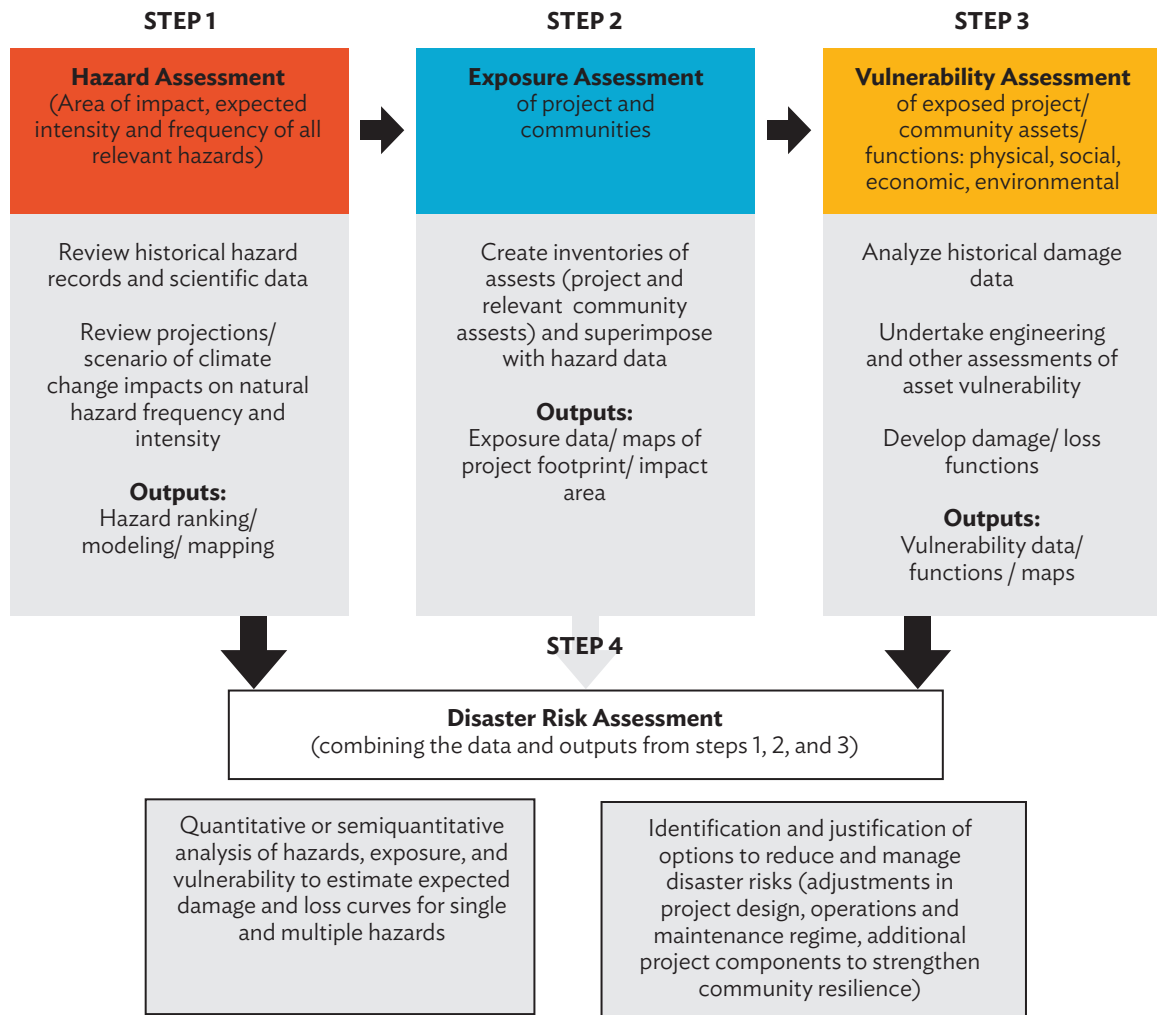 STEP 1
Hazard Assessment
(Area of impact, expected
intensity and frequency of all
relevant hazards)
Review historical hazard
records and scientific data
Review projections/
scenario of climate
change impacts on natural
hazard frequency and
intensity
Outputs:
Hazard ranking/
modeling/ mapping
STEP 2
Exposure Assessment
of project and
communities
Create inventories of
assests (project and
relevant community
assests) and superimpose
with hazard data
Outputs:
Exposure data/ maps of
project footprint/ impact
area
STEP 3
Vulnerability Assessment
of exposed project/
community assets/
functions: physical, social,
economic, environmental
Analyze historical damage
data
Undertake engineering
and other assessments of
asset vulnerability
Develop damage/ loss
functions
Outputs:
Vulnerability data/
functions / maps
STEP 4
Disaster Risk Assessment
(combining the data and outputs from steps 1, 2, and 3)
Quantitative or semiquantitative
analysis of hazards, exposure, and
vulnerability to estimate expected
damage and loss curves for single
and multiple hazards
Identification and justification of
options to reduce and manage
disaster risks (adjustments in
project design, operations and
maintenance regime, additional
project components to strengthen
community resilience)